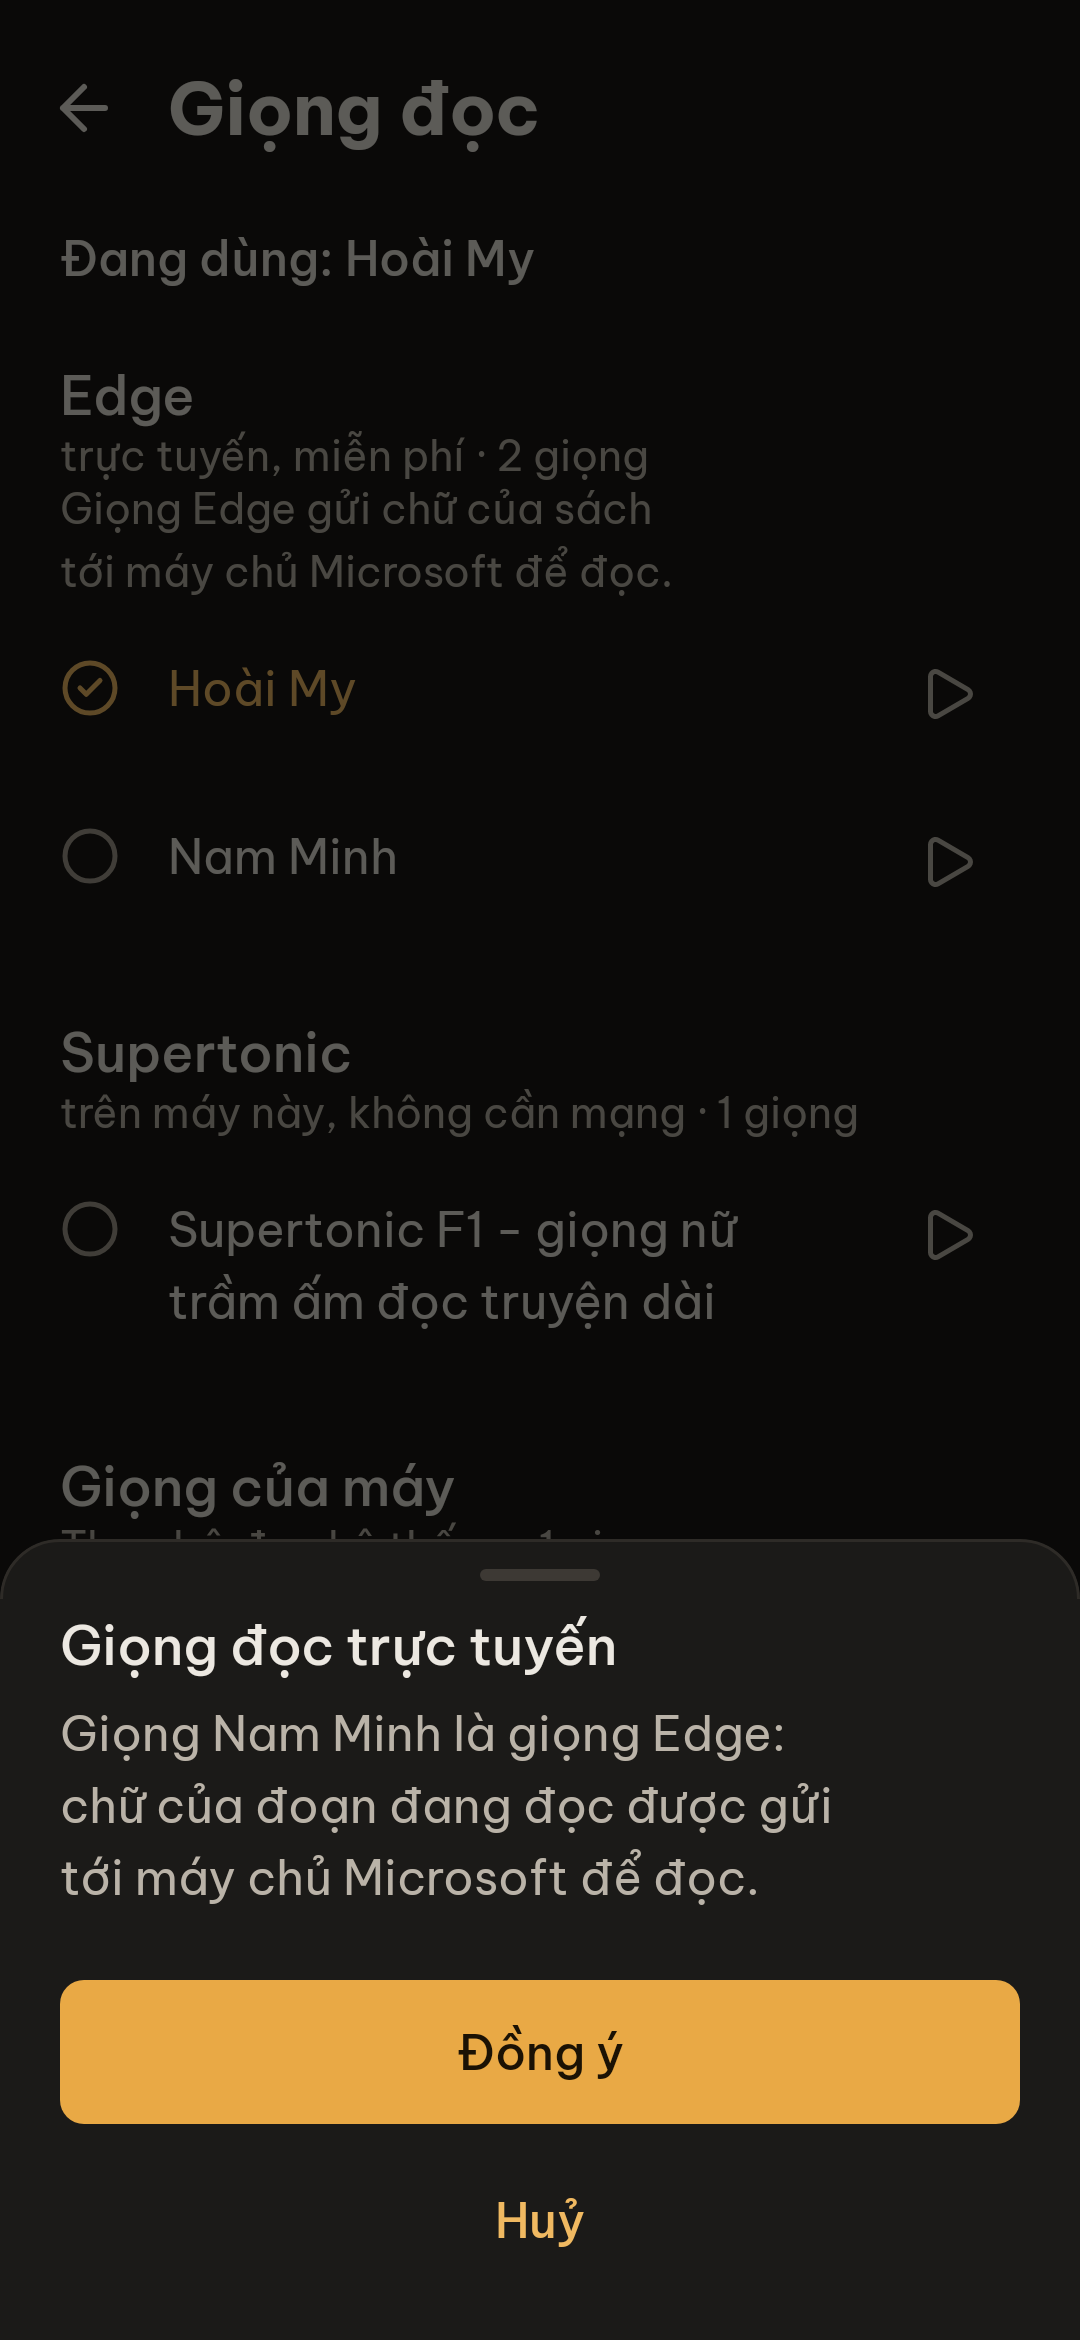 Giọng đọc
Đang dùng: Hoài My
Edge
trực tuyến, miễn phí · 2 giọng
Giọng Edge gửi chữ của sách
tới máy chủ Microsoft để đọc.
Hoài My
Nam Minh
Supertonic
trên máy này, không cần mạng · 1 giọng
Supertonic F1 - giọng nữ
trầm ấm đọc truyện dài
Giọng của máy
Giọng đọc trực tuyến
Giọng Nam Minh là giọng Edge:
chữ của đoạn đang đọc được gửi
tới máy chủ Microsoft để đọc.
Đồng ý
Huỷ